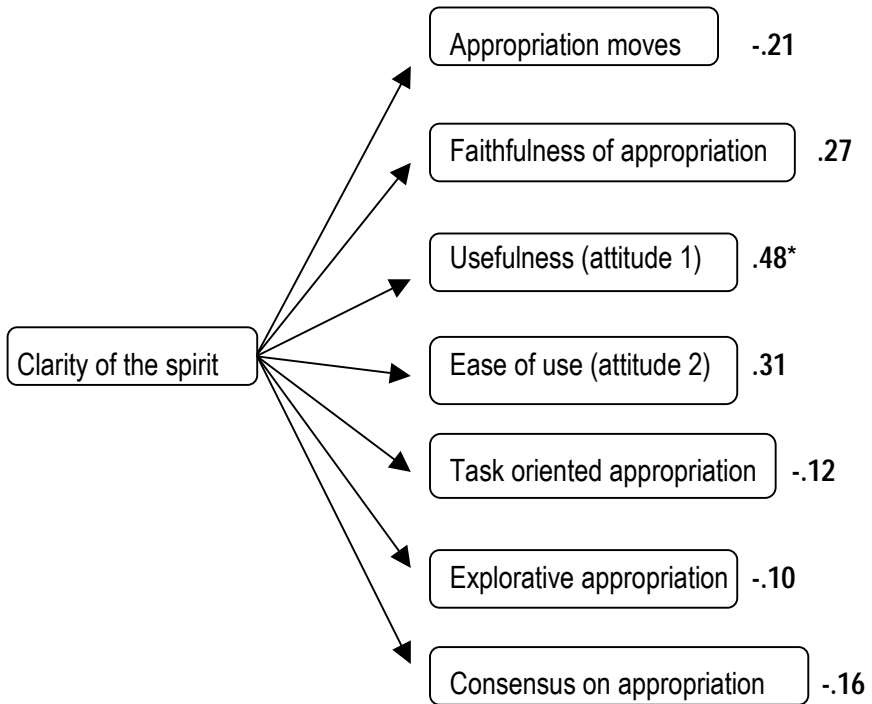 Appropriation moves -.21
Faithfulness of appropriation .27
Usefulness (attitude 1) .48*
Clarity of the spirit
Ease of use (attitude 2) .31
Task oriented appropriation -.12
Explorative appropriation -.10
Consensus on appropriation -.16